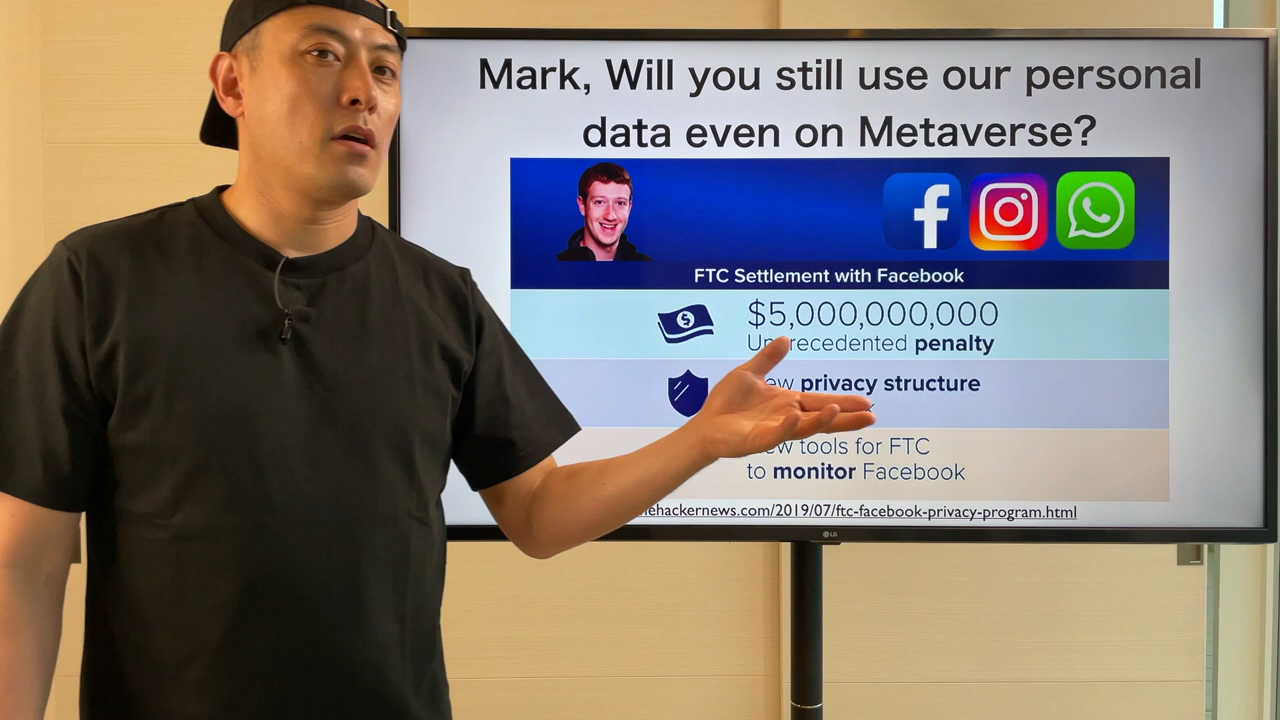 Mark, Will you still use our personal
data even on Metaverse?
FTC Settlement with Facebook
$5,000,000,000
penalty
privacy structure
tools for FTC
to monitor Facebook
hackernews.com/2019/07/ftc-facebook-privacy-program.html
LG